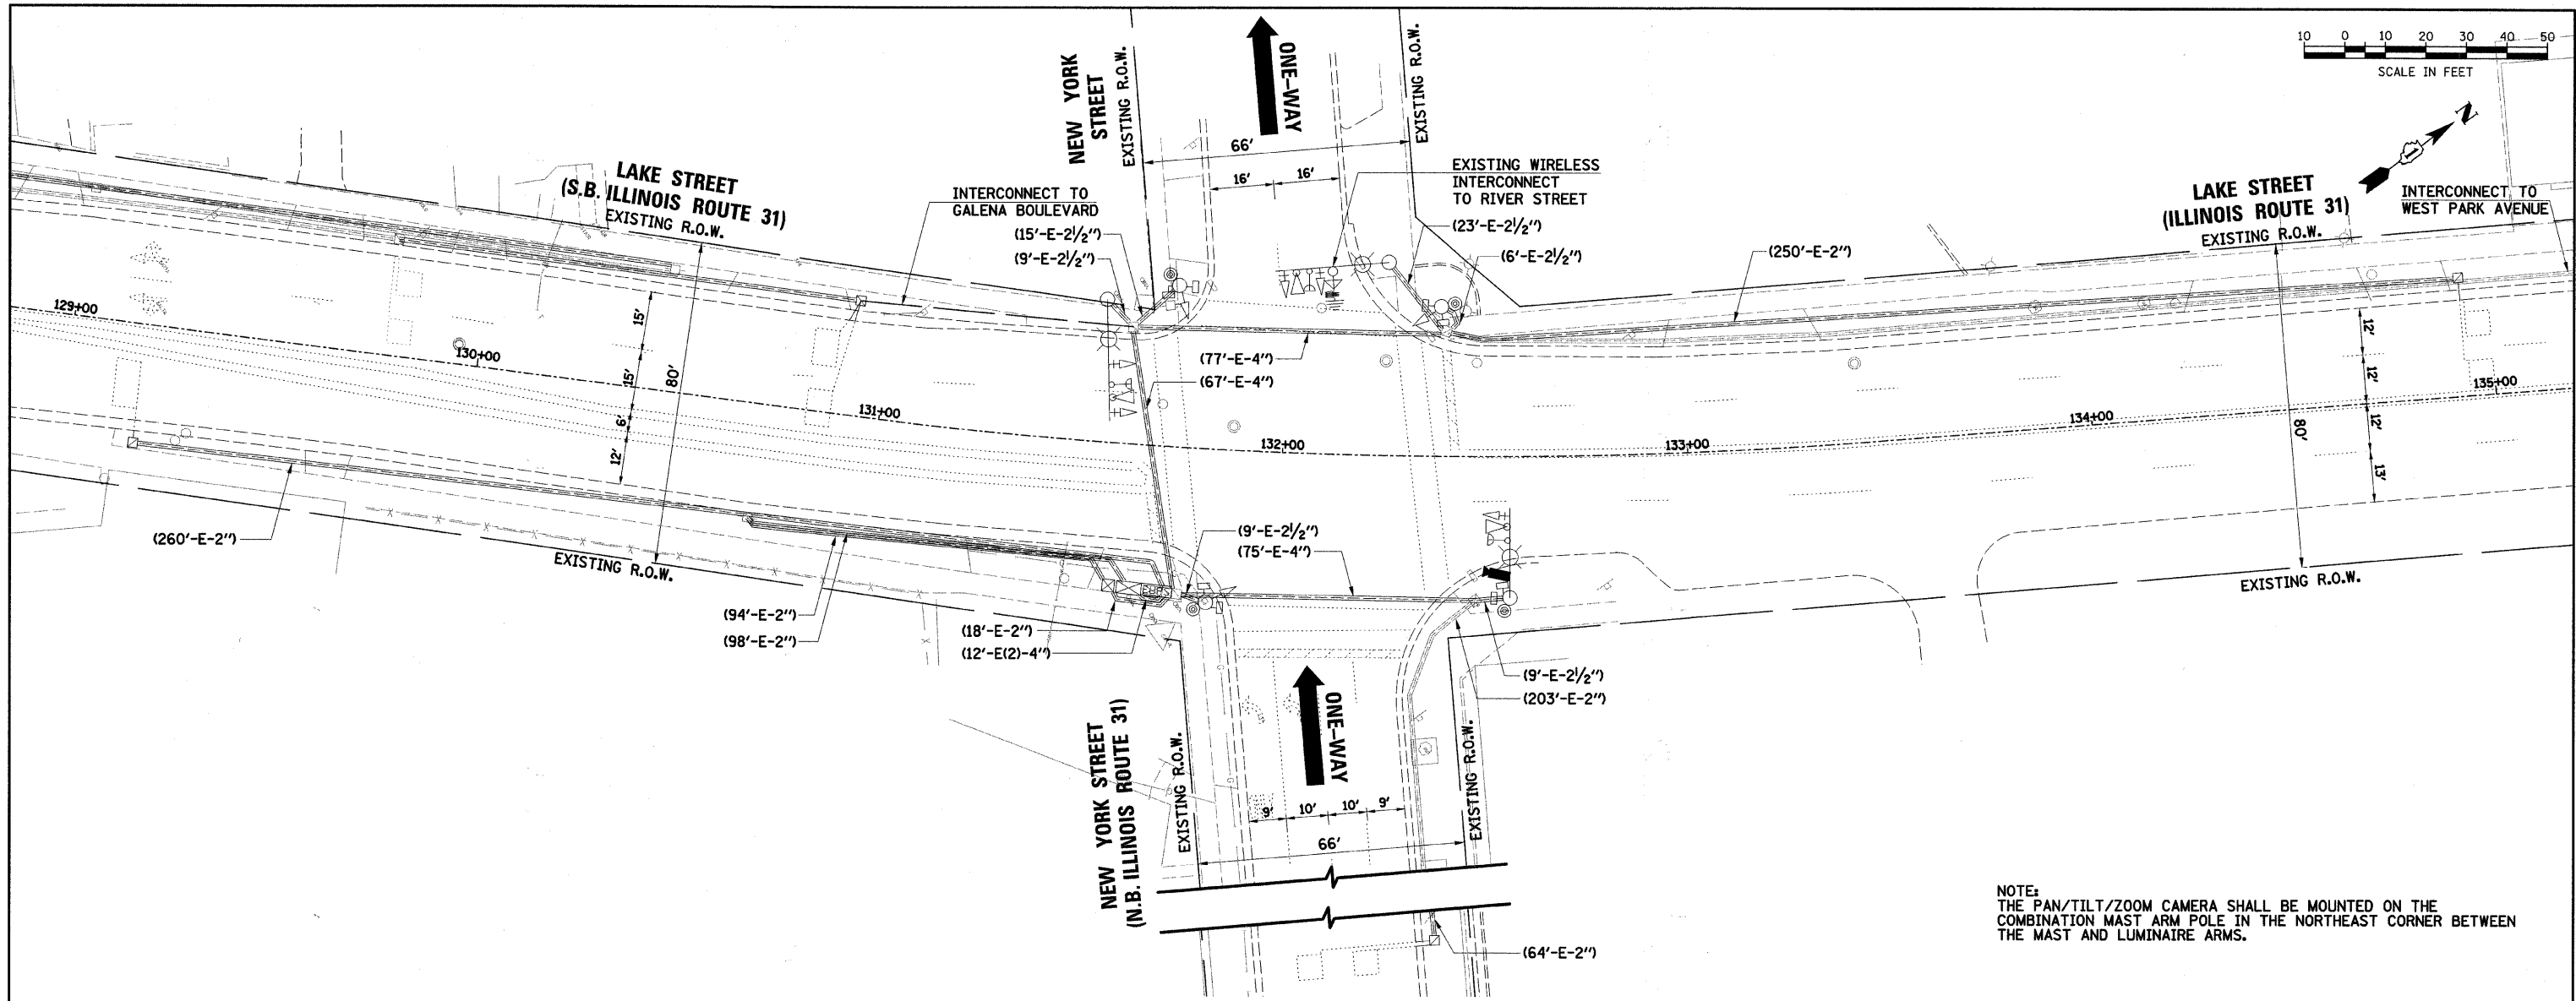 10 0 10 20 30 40 50
SCALE IN FEET
N
NEW YORK
STREET
EXISTING R.O.W.
ONE-WAY
EXISTING R.O.W.
66'
16' 16'
LAKE STREET
(S.B. ILLINOIS ROUTE 31)
EXISTING R.O.W.
INTERCONNECT TO
GALENA BOULEVARD
(15'-E-2½")
(9'-E-2½")
EXISTING WIRELESS
INTERCONNECT
TO RIVER STREET
(23'-E-2½")
(6'-E-2½")
(250'-E-2")
LAKE STREET
(ILLINOIS ROUTE 31)
EXISTING R.O.W.
INTERCONNECT TO
WEST PARK AVENUE
129+00
130+00
131+00
132+00
133+00
134+00
135+00
15'
15'
6'
12'
80'
(77'-E-4")
(67'-E-4")
12'
12'
12'
13'
80'
(260'-E-2")
EXISTING R.O.W.
(94'-E-2")
(98'-E-2")
(18'-E-2")
(12'-E(2)-4")
(9'-E-2½")
(75'-E-4")
(9'-E-2½")
(203'-E-2")
EXISTING R.O.W.
NEW YORK STREET
(N.B. ILLINOIS ROUTE 31)
EXISTING R.O.W.
ONE-WAY
EXISTING R.O.W.
9' 10' 10' 9'
66'
(64'-E-2")
NOTE:
THE PAN/TILT/ZOOM CAMERA SHALL BE MOUNTED ON THE
COMBINATION MAST ARM POLE IN THE NORTHEAST CORNER BETWEEN
THE MAST AND LUMINAIRE ARMS.